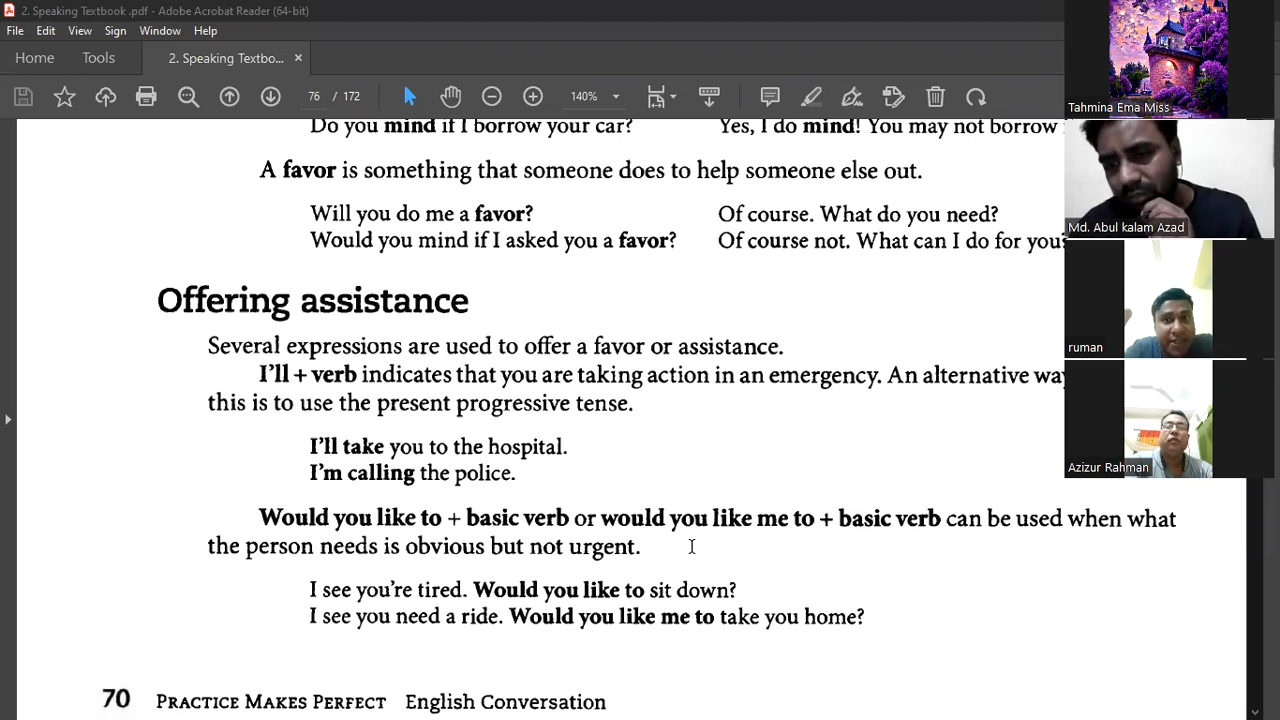 2. Speaking Textbook .pdf - Adobe Acrobat Reader (64-bit)
File Edit View Sign Window Help
Home Tools 2. Speaking Textbo... ×
76 / 172 140%
Do you mind if I borrow your car? Yes, I do mind! You may not borrow
A favor is something that someone does to help someone else out.
Will you do me a favor? Of course. What do you need?
Would you mind if I asked you a favor? Of course not. What can I do for you?
Offering assistance
Several expressions are used to offer a favor or assistance.
I'll + verb indicates that you are taking action in an emergency. An alternative way
this is to use the present progressive tense.
I'll take you to the hospital.
I'm calling the police.
Would you like to + basic verb or would you like me to + basic verb can be used when what
the person needs is obvious but not urgent.
I see you're tired. Would you like to sit down?
I see you need a ride. Would you like me to take you home?
70 PRACTICE MAKES PERFECT English Conversation
Tahmina Ema Miss
Md. Abul kalam Azad
ruman
Azizur Rahman